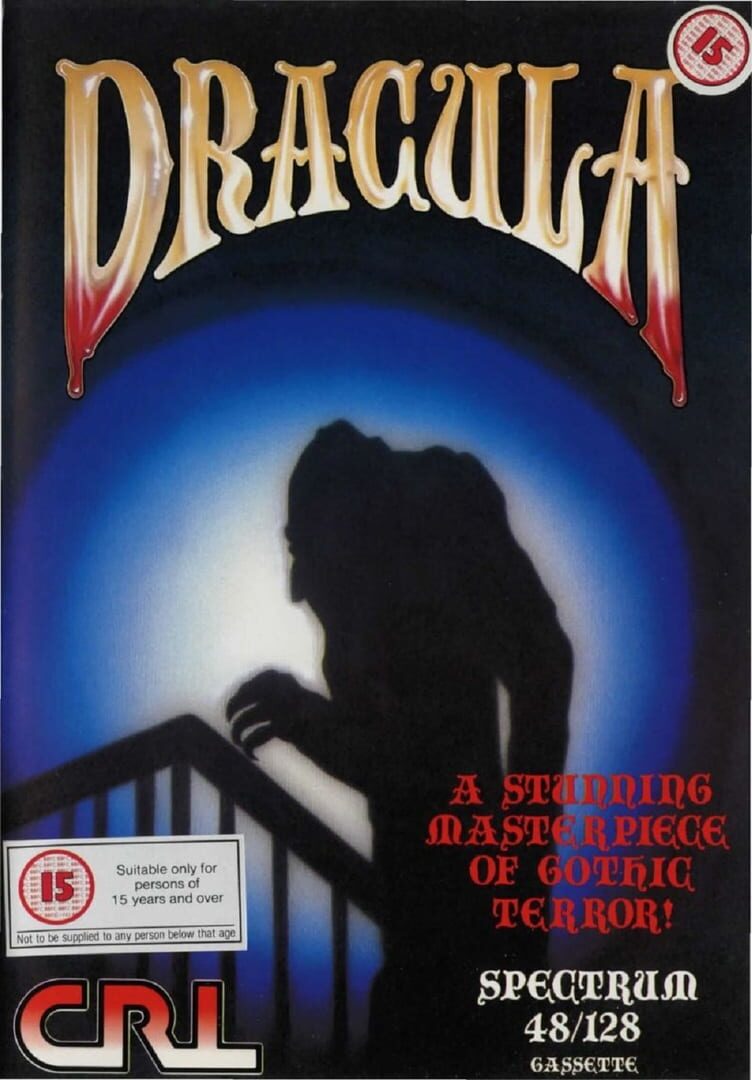 15
DRACULA
A STUNNING
MASTERPIECE
OF GOTHIC
TERROR!
15
Suitable only for
persons of
15 years and over
Not to be supplied to any person below that age
CRL
SPECTRUM
48/128
CASSETTE